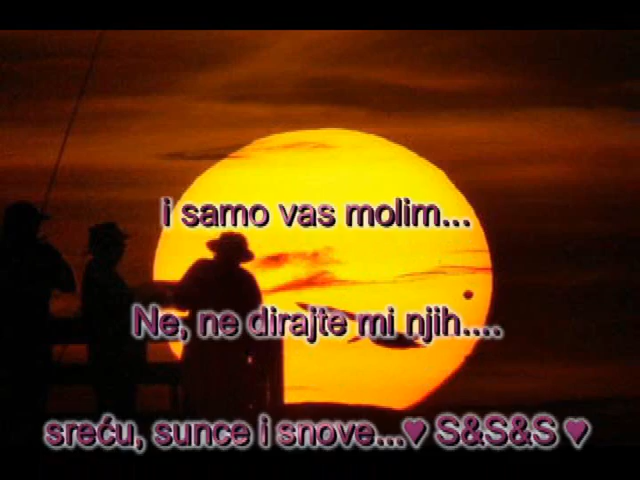 i samo vas molim...
Ne, ne dirajte mi njih....
sreću, sunce i snove...♥ S&S&S ♥